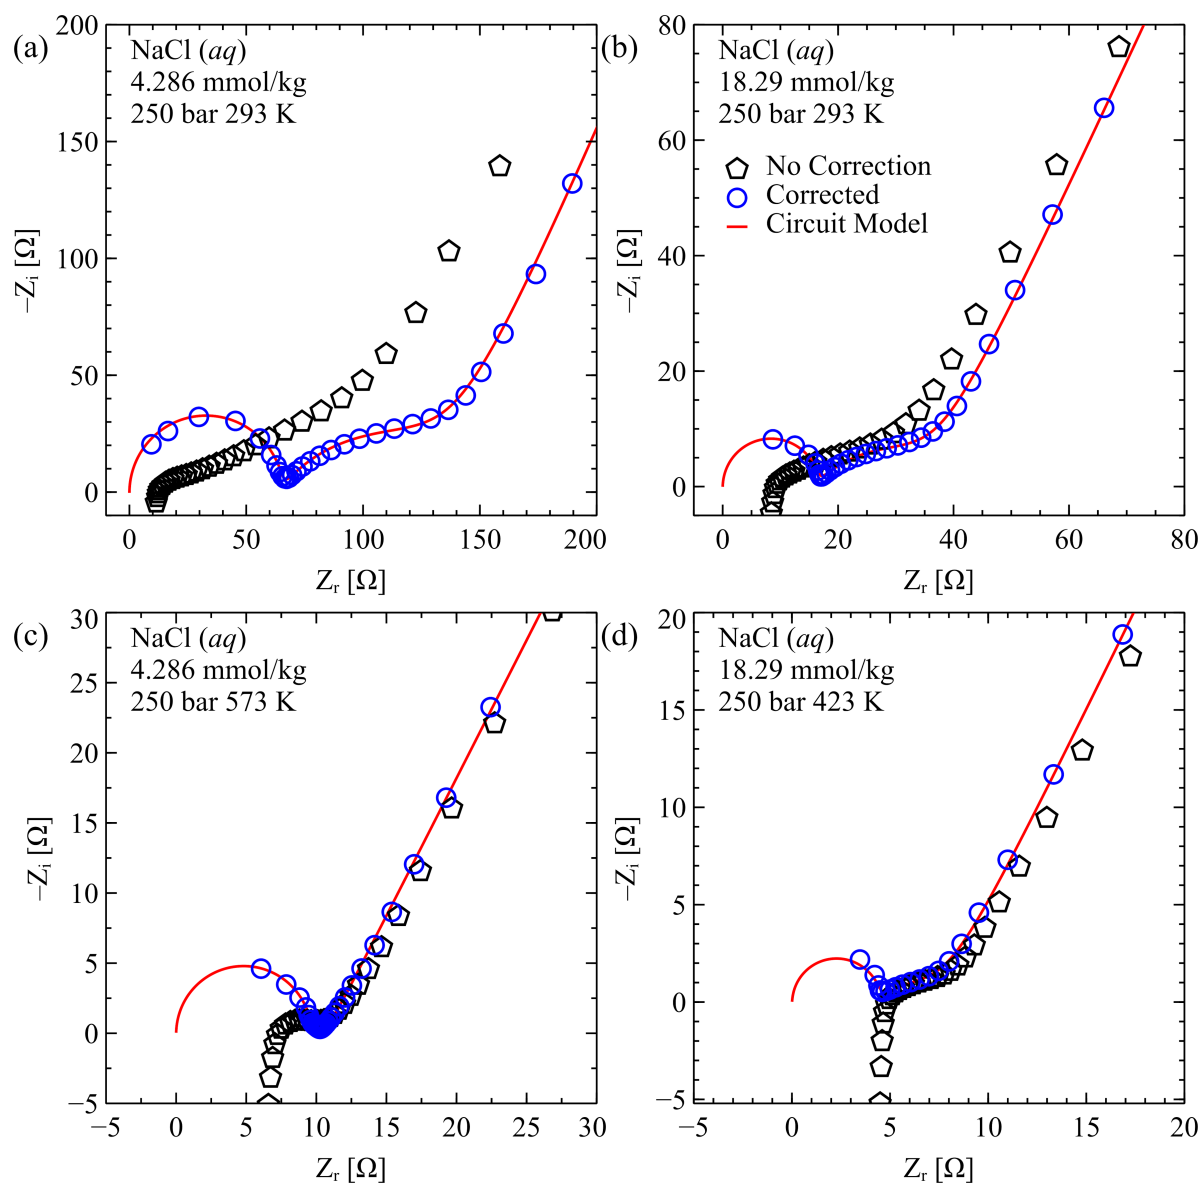 (a)
NaCl (aq)
4.286 mmol/kg
250 bar 293 K
200
150
100
50
0
−Zi [Ω]
0 50 100 150 200
Zr [Ω]
(b)
NaCl (aq)
18.29 mmol/kg
250 bar 293 K
No Correction
Corrected
Circuit Model
80
60
40
20
0
−Zi [Ω]
0 20 40 60 80
Zr [Ω]
(c)
NaCl (aq)
4.286 mmol/kg
250 bar 573 K
30
25
20
15
10
5
0
−5
−Zi [Ω]
−5 0 5 10 15 20 25 30
Zr [Ω]
(d)
NaCl (aq)
18.29 mmol/kg
250 bar 423 K
20
15
10
5
0
−5
−Zi [Ω]
−5 0 5 10 15 20
Zr [Ω]